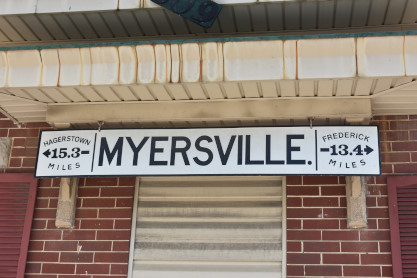 HAGERSTOWN
15.3
MILES
MYERSVILLE.
FREDERICK
13.4
MILES